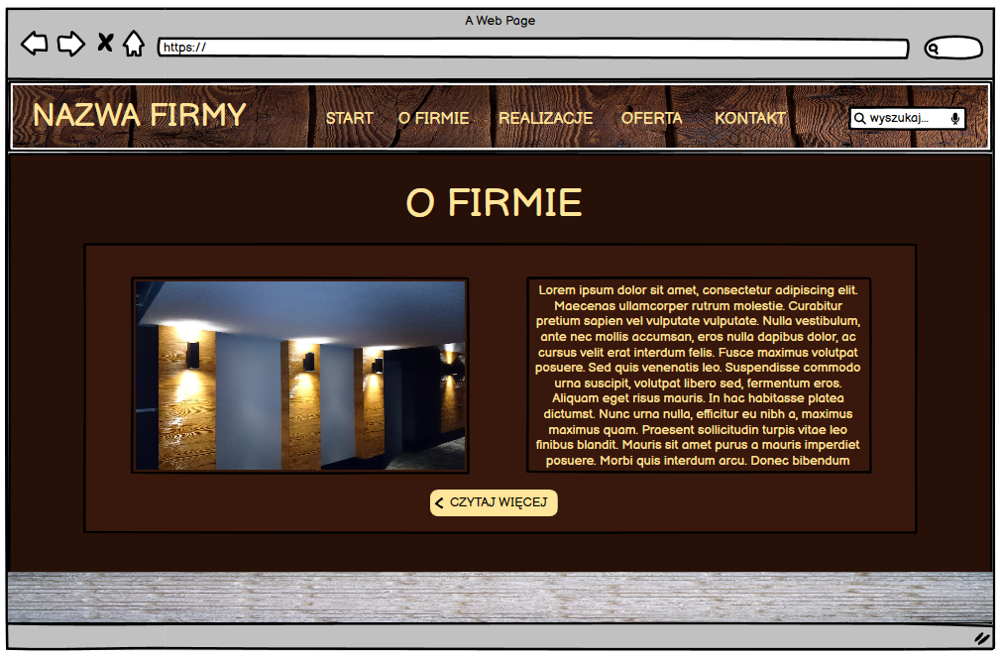 A Web Page
https://
NAZWA FIRMY
START O FIRMIE REALIZACJE OFERTA KONTAKT
wyszukaj...
O FIRMIE
Lorem ipsum dolor sit amet, consectetur adipiscing elit.
Maecenas ullamcorper rutrum molestie. Curabitur
pretium sapien vel vulputate vulputate. Nulla vestibulum,
ante nec mollis accumsan, eros nulla dapibus dolor, ac
cursus velit erat interdum felis. Fusce maximus volutpat
posuere. Sed quis venenatis leo. Suspendisse commodo
urna suscipit, volutpat libero sed, fermentum eros.
Aliquam eget risus mauris. In hac habitasse platea
dictumst. Nunc urna nulla, efficitur eu nibh a, maximus
maximus quam. Praesent sollicitudin turpis vitae leo
finibus blandit. Mauris sit amet purus a mauris imperdiet
posuere. Morbi quis interdum arcu. Donec bibendum
CZYTAJ WIĘCEJ